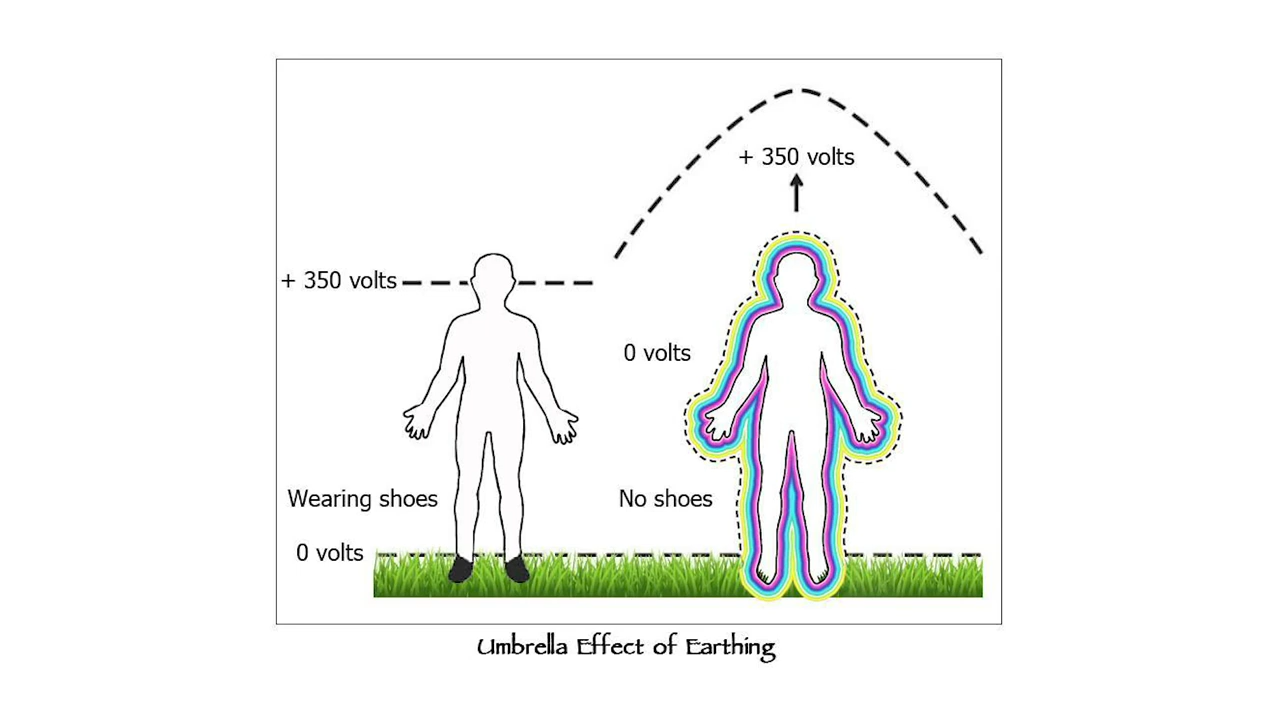 + 350 volts
+ 350 volts
0 volts
Wearing shoes
No shoes
0 volts
Umbrella Effect of Earthing